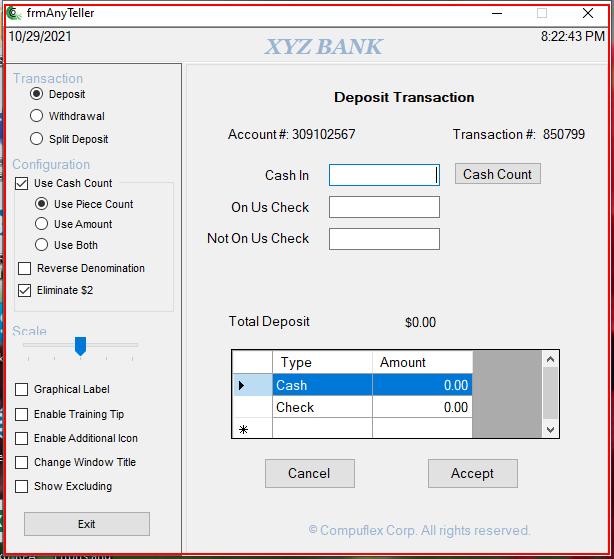 frmAnyTeller
10/29/2021
XYZ BANK
8:22:43 PM
Transaction
Deposit
Withdrawal
Split Deposit
Configuration
Use Cash Count
Use Piece Count
Use Amount
Use Both
Reverse Denomination
Eliminate $2
Scale
Graphical Label
Enable Training Tip
Enable Additional Icon
Change Window Title
Show Excluding
Exit
Deposit Transaction
Account #: 309102567
Transaction #: 850799
Cash In
Cash Count
On Us Check
Not On Us Check
Total Deposit $0.00
Type Amount
Cash 0.00
Check 0.00
Cancel
Accept
© Compuflex Corp. All rights reserved.